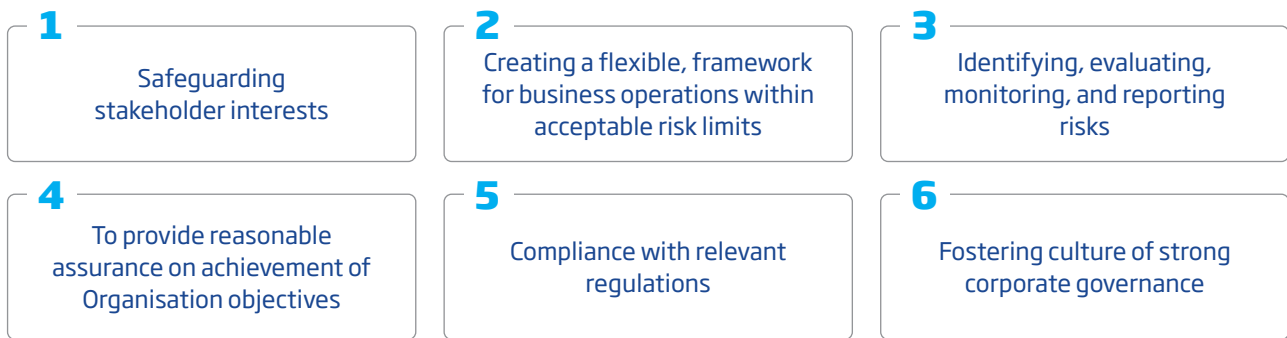 1
Safeguarding
stakeholder interests
2
Creating a flexible, framework
for business operations within
acceptable risk limits
3
Identifying, evaluating,
monitoring, and reporting
risks
4
To provide reasonable
assurance on achievement of
Organisation objectives
5
Compliance with relevant
regulations
6
Fostering culture of strong
corporate governance